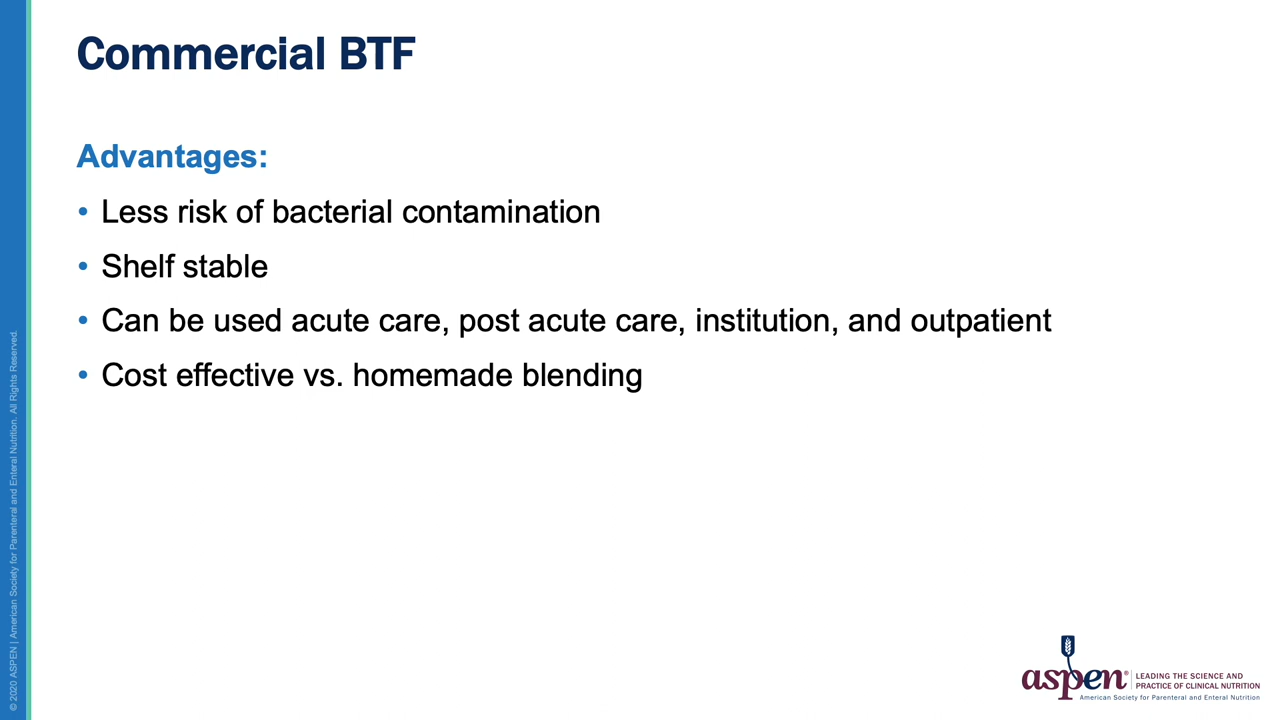 Commercial BTF
Advantages:
• Less risk of bacterial contamination
• Shelf stable
• Can be used acute care, post acute care, institution, and outpatient
• Cost effective vs. homemade blending
© 2020 ASPEN | American Society for Parenteral and Enteral Nutrition. All Rights Reserved.
aspen®
LEADING THE SCIENCE AND
PRACTICE OF CLINICAL NUTRITION
American Society for Parenteral and Enteral Nutrition